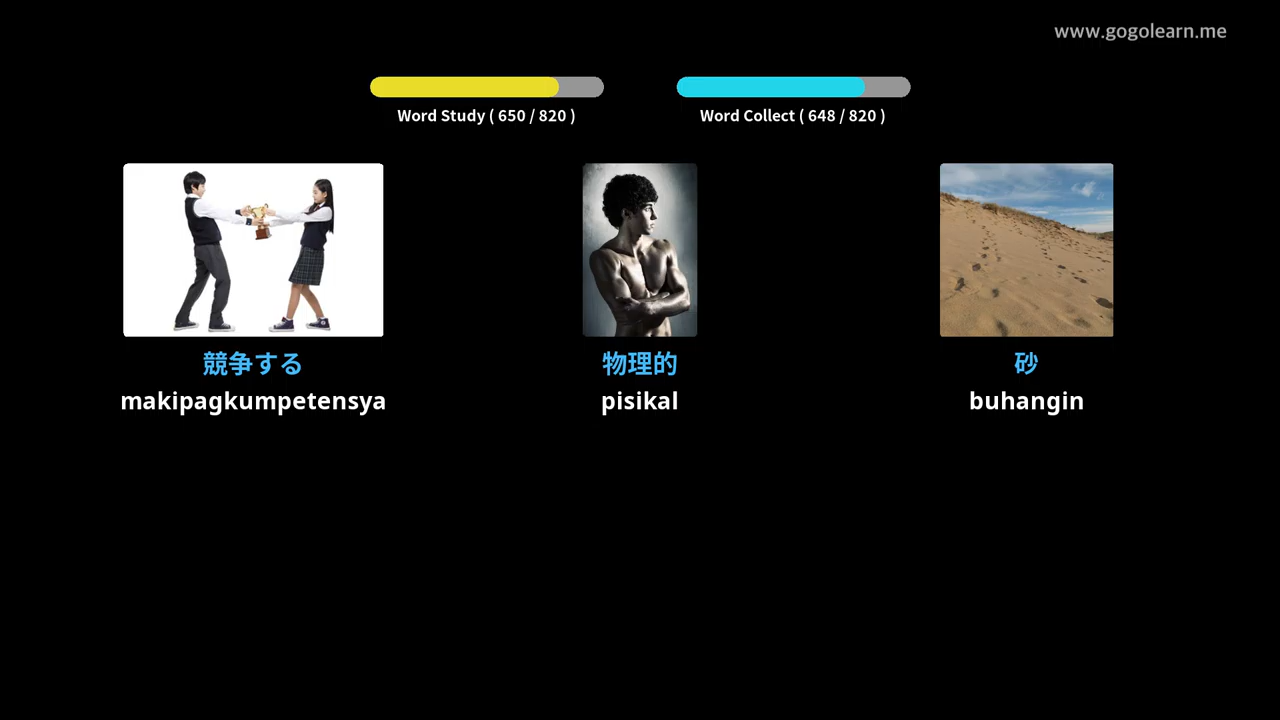 www.gogolearn.me
Word Study ( 650 / 820 )
Word Collect ( 648 / 820 )
競争する
makipagkumpetensya
物理的
pisikal
砂
buhangin